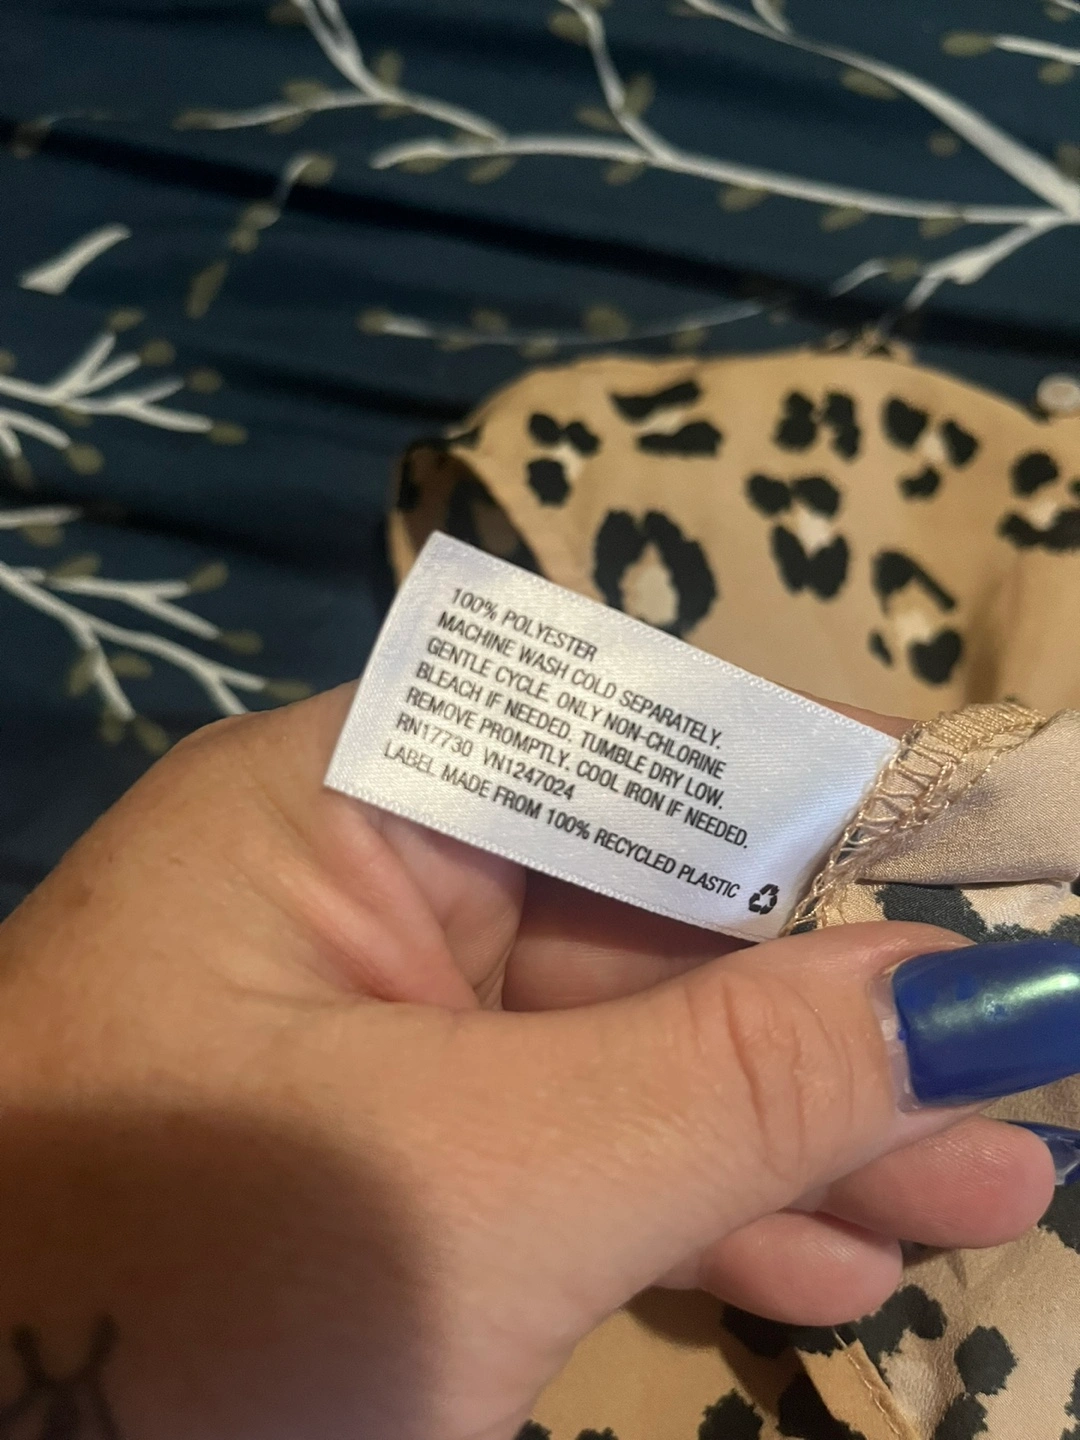 100% POLYESTER
MACHINE WASH COLD SEPARATELY.
GENTLE CYCLE. ONLY NON-CHLORINE
BLEACH IF NEEDED. TUMBLE DRY LOW.
REMOVE PROMPTLY. COOL IRON IF NEEDED.
RN17730 VN1247024
LABEL MADE FROM 100% RECYCLED PLASTIC